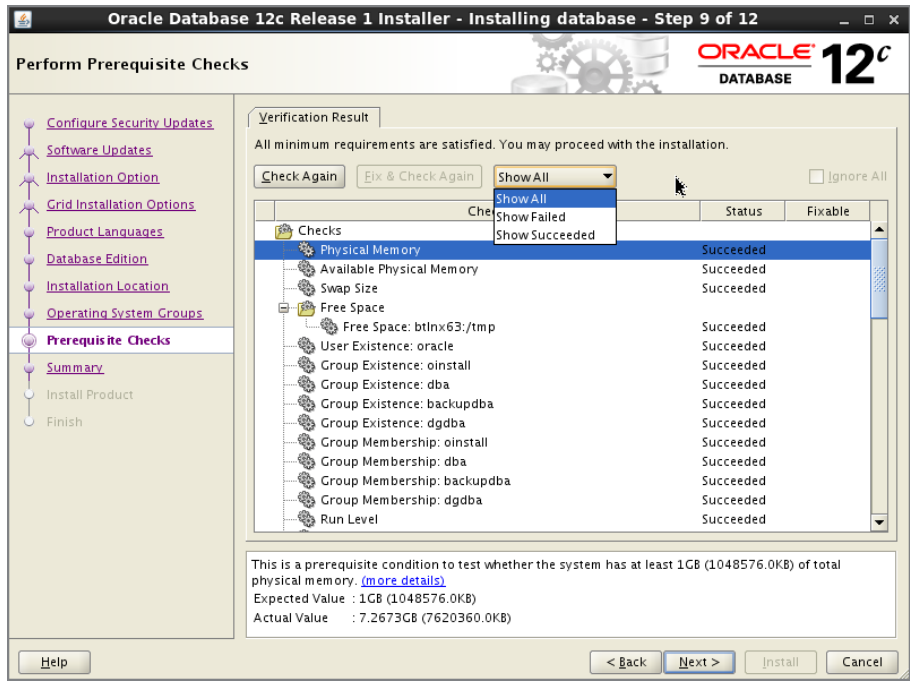 Oracle Database 12c Release 1 Installer - Installing database - Step 9 of 12
Perform Prerequisite Checks
ORACLE
DATABASE
12c
Configure Security Updates
Software Updates
Installation Option
Grid Installation Options
Product Languages
Database Edition
Installation Location
Operating System Groups
Prerequisite Checks
Summary
Install Product
Finish
Verification Result
All minimum requirements are satisfied. You may proceed with the installation.
Check Again Fix & Check Again Show All Ignore All
Show All
Show Failed
Show Succeeded
Status Fixable
Checks
Physical Memory Succeeded
Available Physical Memory Succeeded
Swap Size Succeeded
Free Space
Free Space: btlnx63:/tmp Succeeded
User Existence: oracle Succeeded
Group Existence: oinstall Succeeded
Group Existence: dba Succeeded
Group Existence: backupdba Succeeded
Group Existence: dgdba Succeeded
Group Membership: oinstall Succeeded
Group Membership: dba Succeeded
Group Membership: backupdba Succeeded
Group Membership: dgdba Succeeded
Run Level Succeeded
This is a prerequisite condition to test whether the system has at least 1GB (1048576.0KB) of total
physical memory. (more details)
Expected Value : 1GB (1048576.0KB)
Actual Value : 7.2673GB (7620360.0KB)
Help < Back Next > Install Cancel